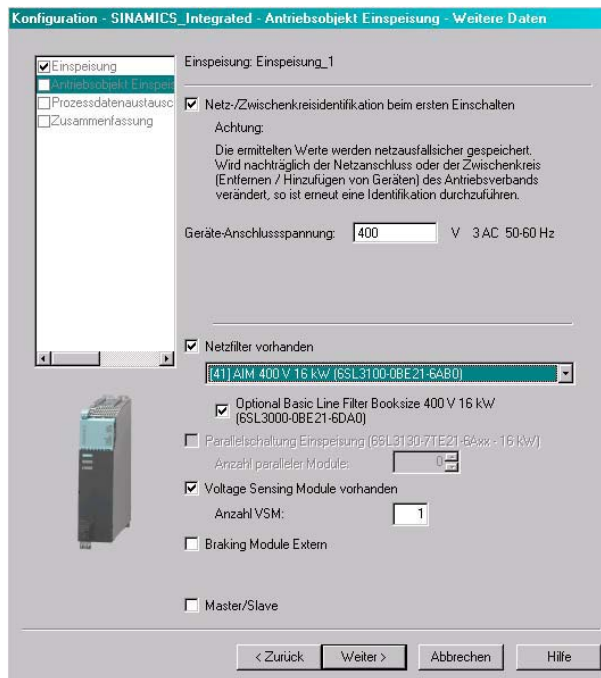 Konfiguration - SINAMICS_Integrated - Antriebsobjekt Einspeisung - Weitere Daten
Einspeisung
Antriebsobjekt Einspeis
Prozessdatenaustausc
Zusammenfassung
Einspeisung: Einspeisung_1
Netz-/Zwischenkreisidentifikation beim ersten Einschalten
Achtung:
Die ermittelten Werte werden netzausfallsicher gespeichert.
Wird nachträglich der Netzanschluss oder der Zwischenkreis
(Entfernen / Hinzufügen von Geräten) des Antriebsverbands
verändert, so ist erneut eine Identifikation durchzuführen.
Geräte-Anschlussspannung: 400 V 3 AC 50-60 Hz
Netzfilter vorhanden
[41] AIM 400 V 16 kW (6SL3100-0BE21-6AB0)
Optional Basic Line Filter Booksize 400 V 16 kW
(6SL3000-0BE21-6DA0)
Parallelschaltung Einspeisung (6SL3130-7TE21-6Axx - 16 kW)
Anzahl paralleler Module: 0
Voltage Sensing Module vorhanden
Anzahl VSM: 1
Braking Module Extern
Master/Slave
< Zurück Weiter > Abbrechen Hilfe